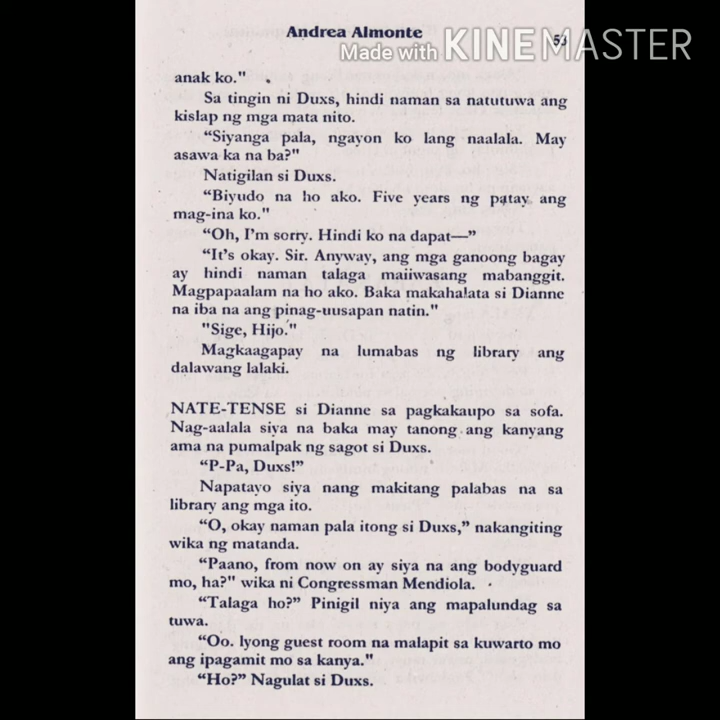 Andrea Almonte
53
Made with KINEMASTER
anak ko."
Sa tingin ni Duxs, hindi naman sa natutuwa ang
kislap ng mga mata nito.
“Siyanga pala, ngayon ko lang naalala. May
asawa ka na ba?"
Natigilan si Duxs.
“Biyudo na ho ako. Five years ng patay ang
mag-ina ko."
“Oh, I’m sorry. Hindi ko na dapat—”
“It’s okay. Sir. Anyway, ang mga ganoong bagay
ay hindi naman talaga maiiwasang mabanggit.
Magpapaalam na ho ako. Baka makahalata si Dianne
na iba na ang pinag-uusapan natin."
"Sige, Hijo."
Magkaagapay na lumabas ng library ang
dalawang lalaki.
NATE-TENSE si Dianne sa pagkakaupo sa sofa.
Nag-aalala siya na baka may tanong ang kanyang
ama na pumalpak ng sagot si Duxs.
“P-Pa, Duxs!”
Napatayo siya nang makitang palabas na sa
library ang mga ito.
“O, okay naman pala itong si Duxs,” nakangiting
wika ng matanda.
“Paano, from now on ay siya na ang bodyguard
mo, ha?" wika ni Congressman Mendiola.
“Talaga ho?” Pinigil niya ang mapalundag sa
tuwa.
“Oo. Iyong guest room na malapit sa kuwarto mo
ang ipagamit mo sa kanya."
“Ho?” Nagulat si Duxs.